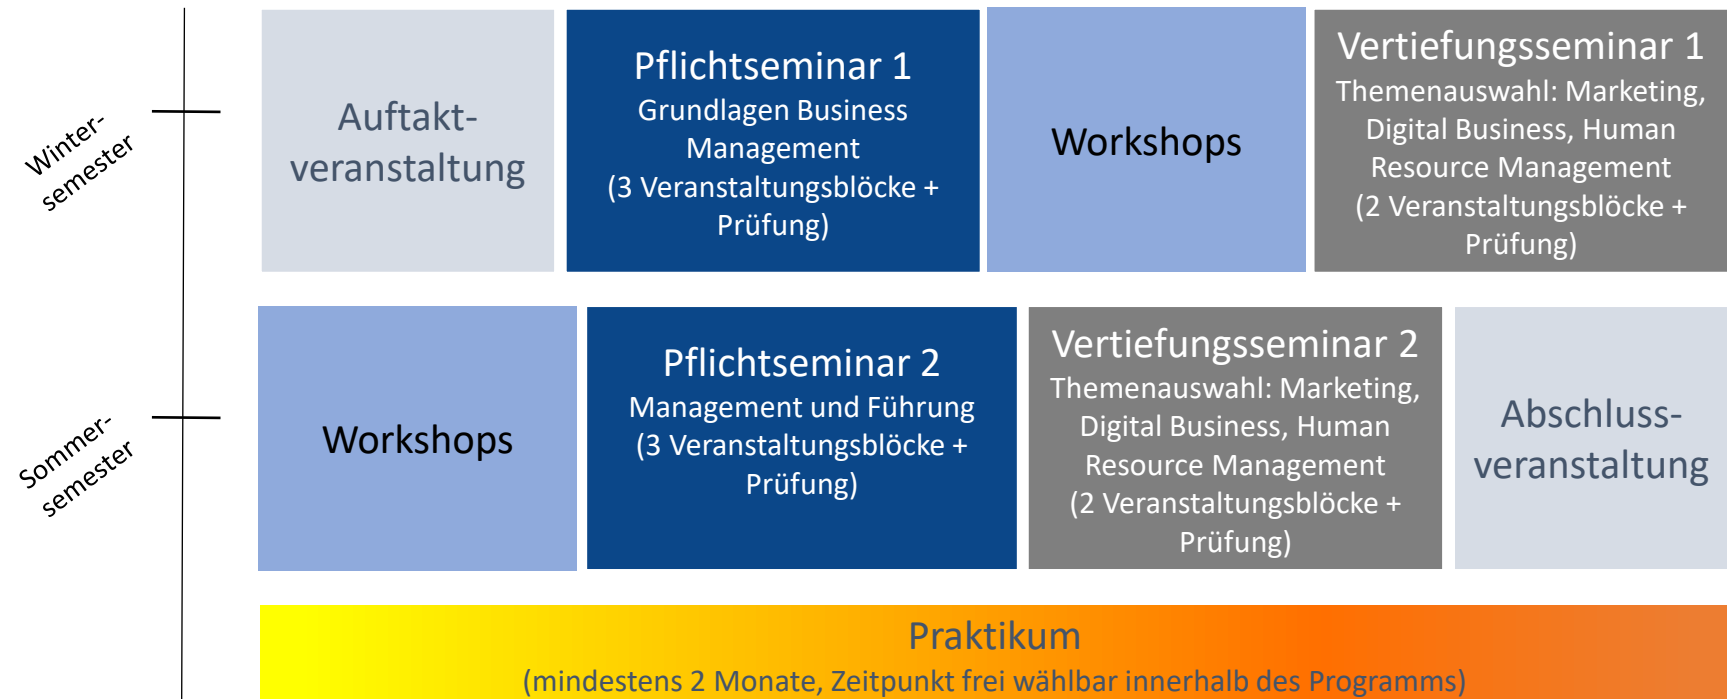 Winter-
semester
Auftakt-
veranstaltung
Pflichtseminar 1
Grundlagen Business
Management
(3 Veranstaltungsblöcke +
Prüfung)
Workshops
Vertiefungsseminar 1
Themenauswahl: Marketing,
Digital Business, Human
Resource Management
(2 Veranstaltungsblöcke +
Prüfung)
Sommer-
semester
Workshops
Pflichtseminar 2
Management und Führung
(3 Veranstaltungsblöcke +
Prüfung)
Vertiefungsseminar 2
Themenauswahl: Marketing,
Digital Business, Human
Resource Management
(2 Veranstaltungsblöcke +
Prüfung)
Abschluss-
veranstaltung
Praktikum
(mindestens 2 Monate, Zeitpunkt frei wählbar innerhalb des Programms)